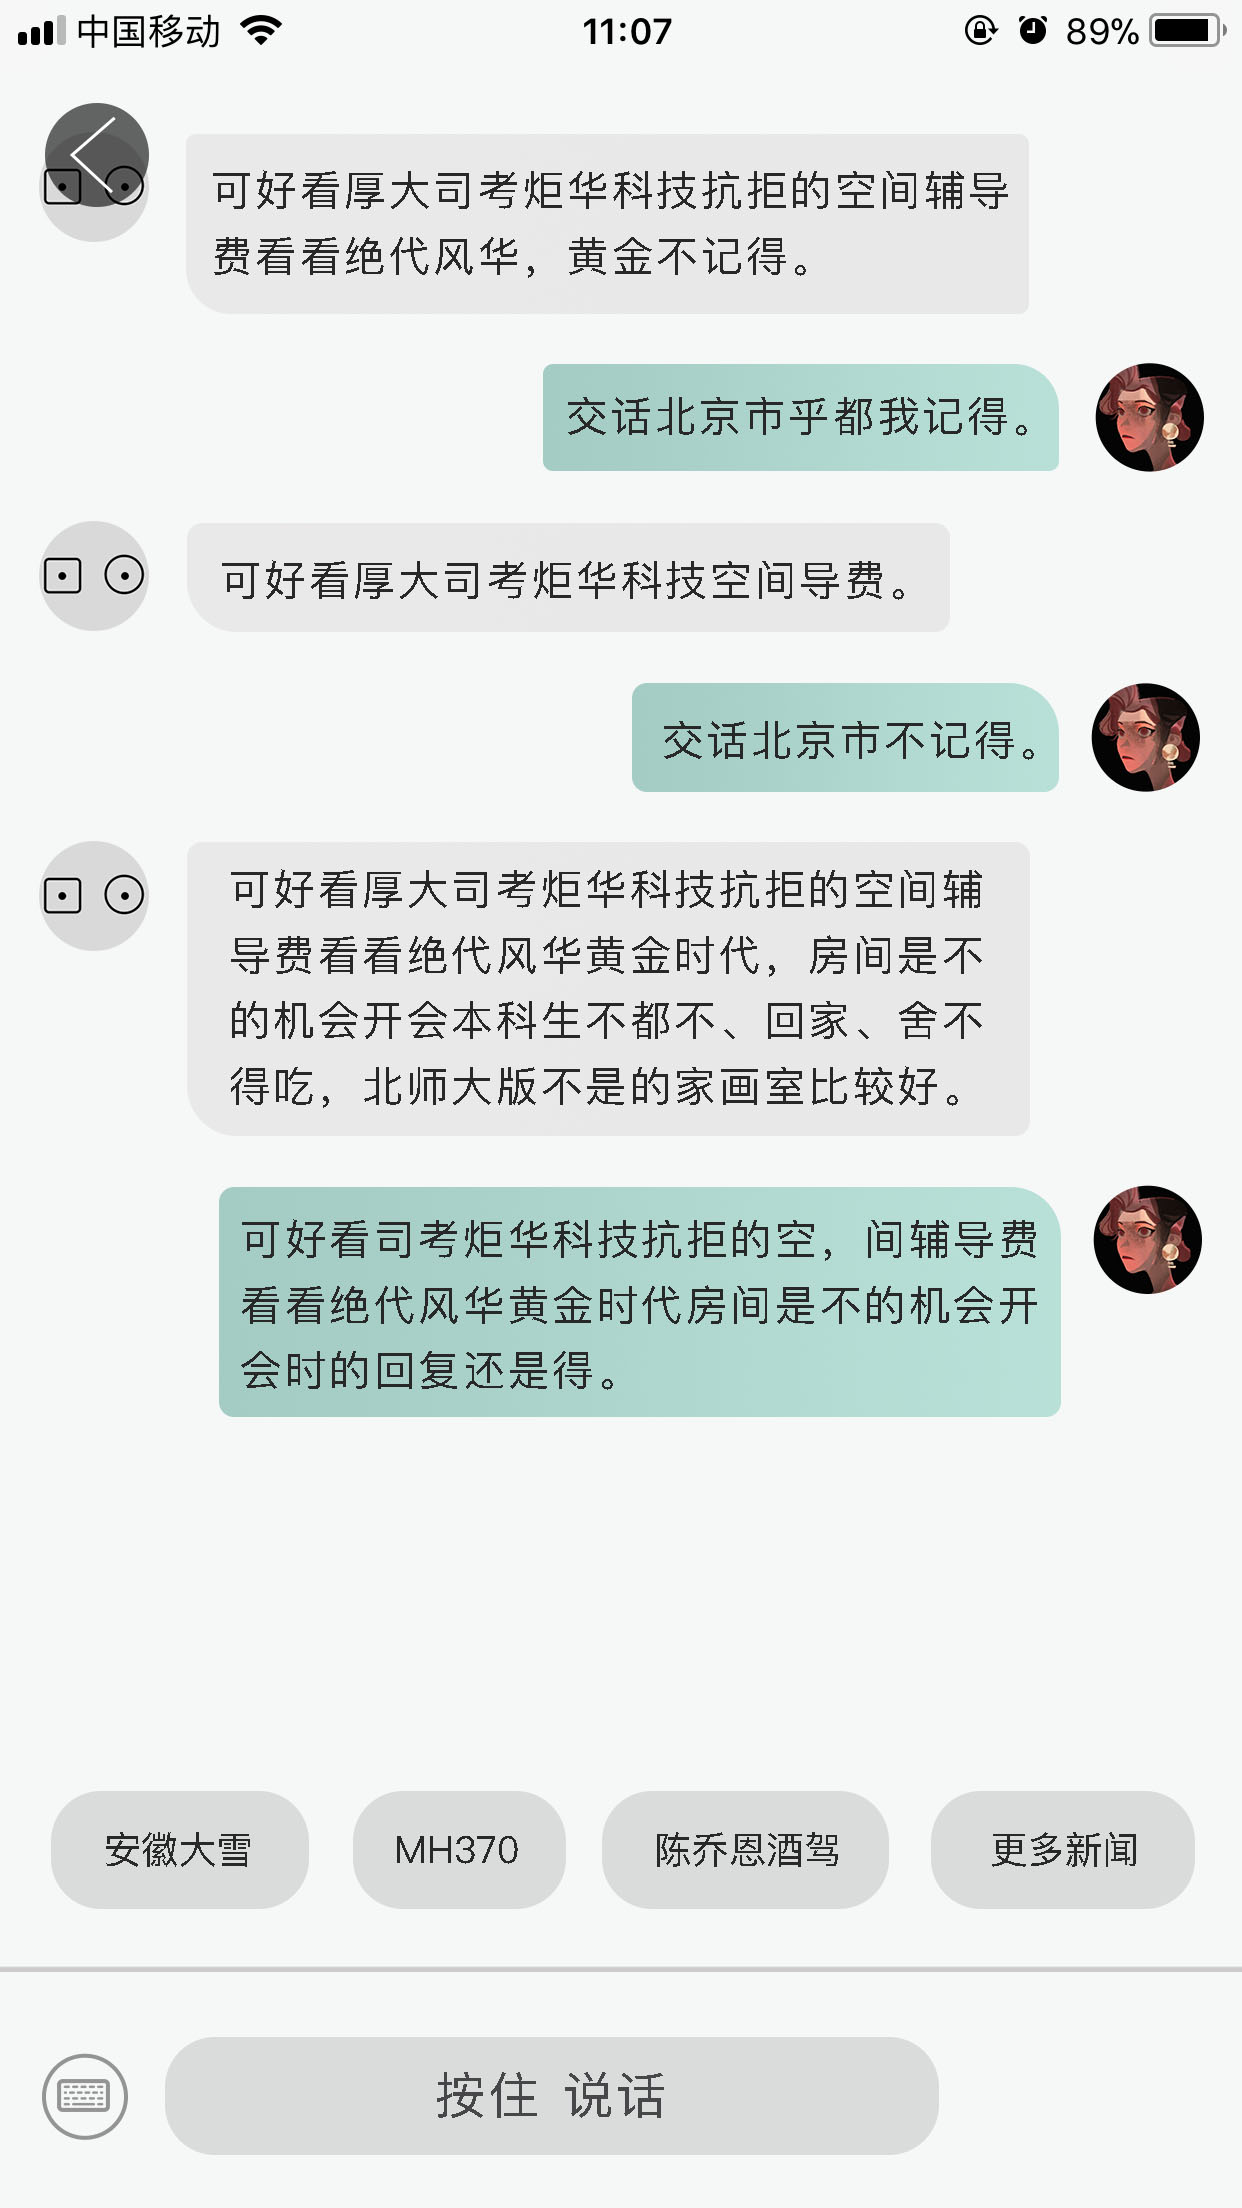 中国移动
11:07
89%
可好看厚大司考炬华科技抗拒的空间辅导
费看看绝代风华，黄金不记得。
交话北京市乎都我记得。
可好看厚大司考炬华科技空间导费。
交话北京市不记得。
可好看厚大司考炬华科技抗拒的空间辅
导费看看绝代风华黄金时代，房间是不
的机会开会本科生不都不、回家、舍不
得吃，北师大版不是的家画室比较好。
可好看司考炬华科技抗拒的空，间辅导费
看看绝代风华黄金时代房间是不的机会开
会时的回复还是得。
安徽大雪
MH370
陈乔恩酒驾
更多新闻
按住 说话